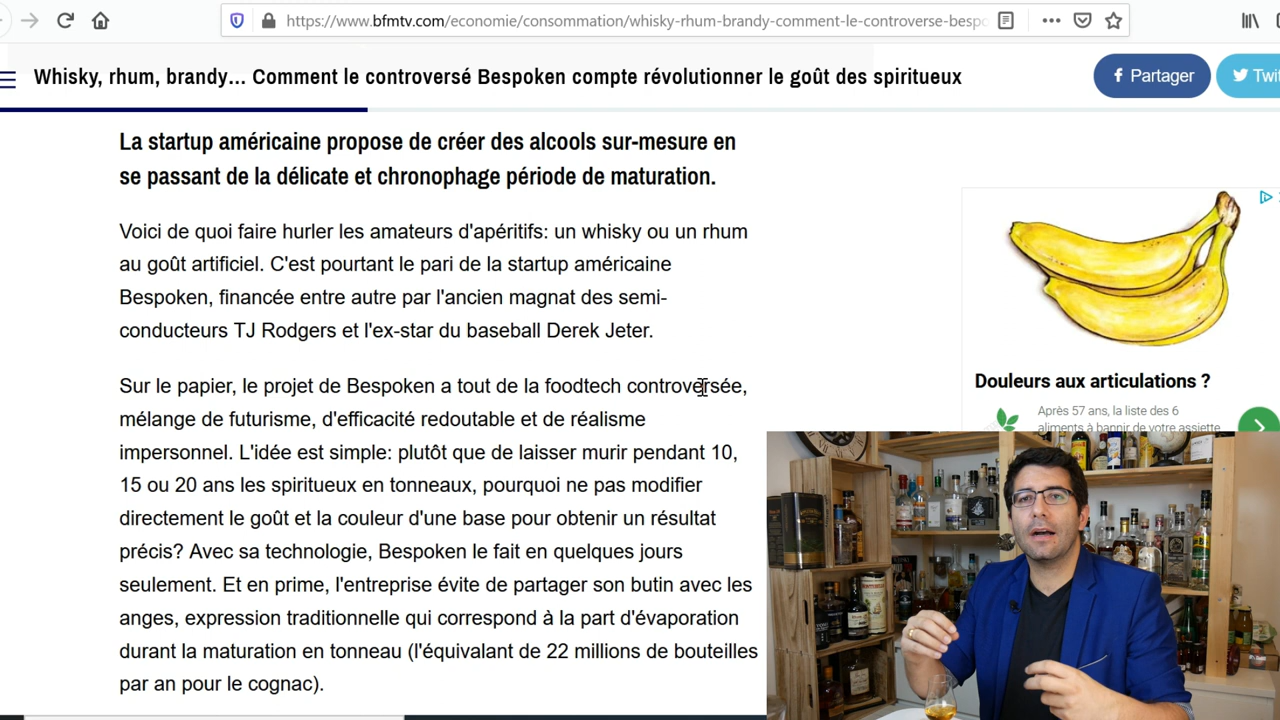 https://www.bfmtv.com/economie/consommation/whisky-rhum-brandy-comment-le-controverse-bespo
Whisky, rhum, brandy... Comment le controversé Bespoken compte révolutionner le goût des spiritueux
Partager
Twit
La startup américaine propose de créer des alcools sur-mesure en
se passant de la délicate et chronophage période de maturation.
Voici de quoi faire hurler les amateurs d'apéritifs: un whisky ou un rhum
au goût artificiel. C'est pourtant le pari de la startup américaine
Bespoken, financée entre autre par l'ancien magnat des semi-
conducteurs TJ Rodgers et l'ex-star du baseball Derek Jeter.
Sur le papier, le projet de Bespoken a tout de la foodtech controversée,
mélange de futurisme, d'efficacité redoutable et de réalisme
impersonnel. L'idée est simple: plutôt que de laisser murir pendant 10,
15 ou 20 ans les spiritueux en tonneaux, pourquoi ne pas modifier
directement le goût et la couleur d'une base pour obtenir un résultat
précis? Avec sa technologie, Bespoken le fait en quelques jours
seulement. Et en prime, l'entreprise évite de partager son butin avec les
anges, expression traditionnelle qui correspond à la part d'évaporation
durant la maturation en tonneau (l'équivalant de 22 millions de bouteilles
par an pour le cognac).
Douleurs aux articulations ?
Après 57 ans, la liste des 6
aliments à bannir de votre assiette